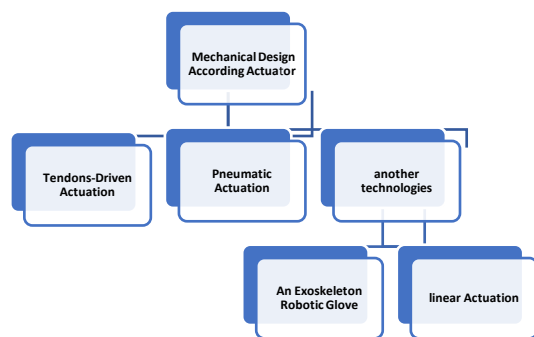 Mechanical Design
According Actuator
Tendons-Driven
Actuation
Pneumatic
Actuation
another
technologies
An Exoskeleton
Robotic Glove
linear Actuation